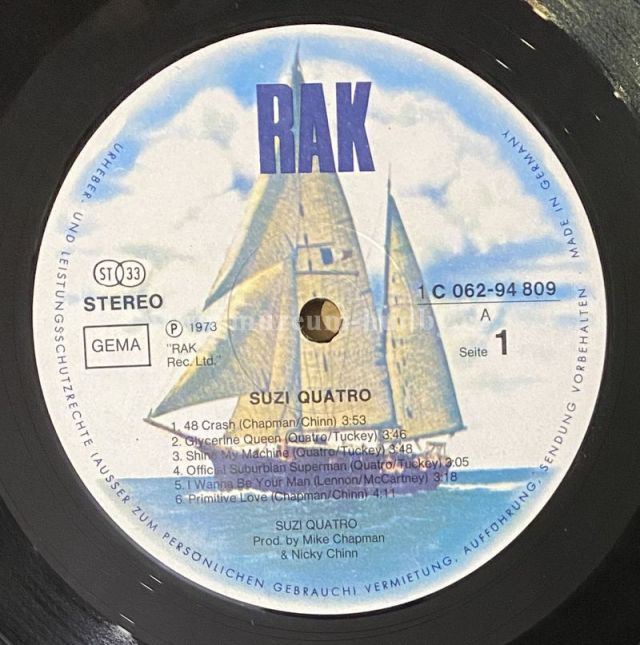 RAK
URHEBER- UND LEISTUNGSSCHUTZRECHTE (AUSSER ZUM PERSÖNLICHEN GEBRAUCH) VERMIETUNG, AUFFÜHRUNG, SENDUNG VORBEHALTEN · MADE IN GERMANY
ST 33
STEREO
GEMA
Ⓟ 1973
"RAK
Rec. Ltd."
1 C 062-94 809
A
Seite 1
SUZI QUATRO
1. 48 Crash (Chapman/Chinn) 3:53
2. Glycerine Queen (Quatro/Tuckey) 3:46
3. Shine My Machine (Quatro/Tuckey) 3:48
4. Official Suburbian Superman (Quatro/Tuckey) 3:05
5. I Wanna Be Your Man (Lennon/McCartney) 3:18
6. Primitive Love (Chapman/Chinn) 4:11
SUZI QUATRO
Prod. by Mike Chapman
& Nicky Chinn